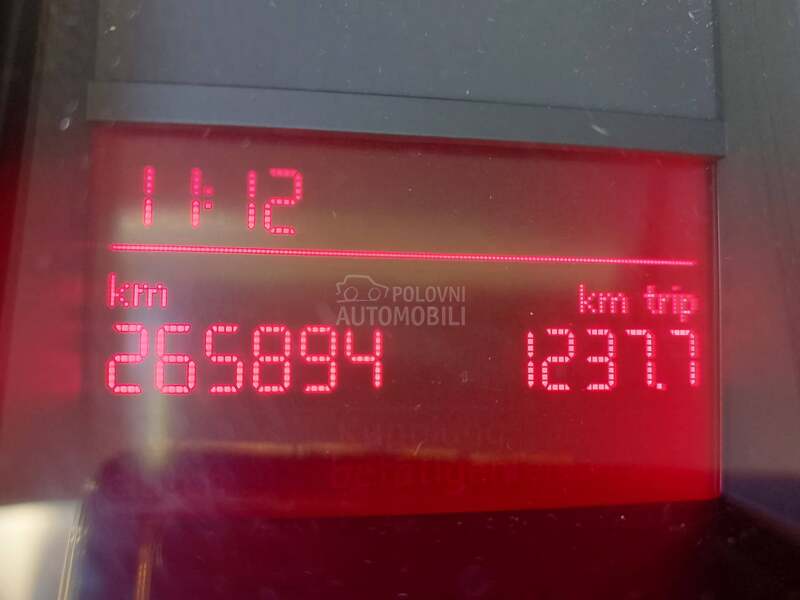 11:12
km
POLOVNI
AUTOMOBILI
km trip
265894
1237.7